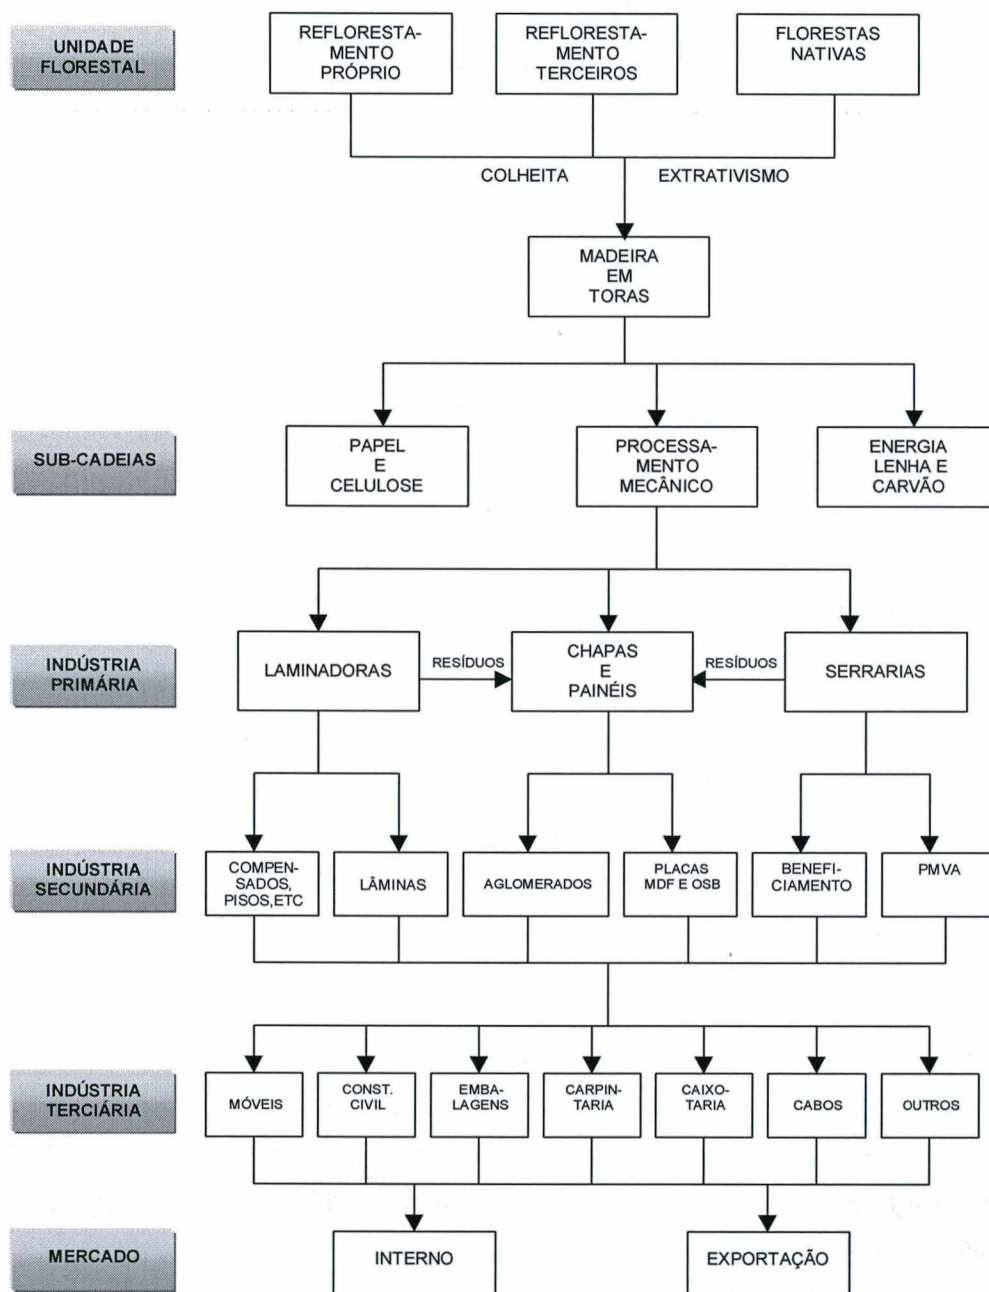 UNIDADE
FLORESTAL
REFLORESTA-
MENTO
PRÓPRIO
REFLORESTA-
MENTO
TERCEIROS
FLORESTAS
NATIVAS
COLHEITA
EXTRATIVISMO
MADEIRA
EM
TORAS
SUB-CADEIAS
PAPEL
E
CELULOSE
PROCESSA-
MENTO
MECÂNICO
ENERGIA
LENHA E
CARVÃO
INDÚSTRIA
PRIMÁRIA
LAMINADORAS
RESÍDUOS
CHAPAS
E
PAINÉIS
RESÍDUOS
SERRARIAS
INDÚSTRIA
SECUNDÁRIA
COMPEN-
SADOS,
PISOS,ETC
LÂMINAS
AGLOMERADOS
PLACAS
MDF E OSB
BENEFI-
CIAMENTO
PMVA
INDÚSTRIA
TERCIÁRIA
MÓVEIS
CONST.
CIVIL
EMBA-
LAGENS
CARPIN-
TARIA
CAIXO-
TARIA
CABOS
OUTROS
MERCADO
INTERNO
EXPORTAÇÃO